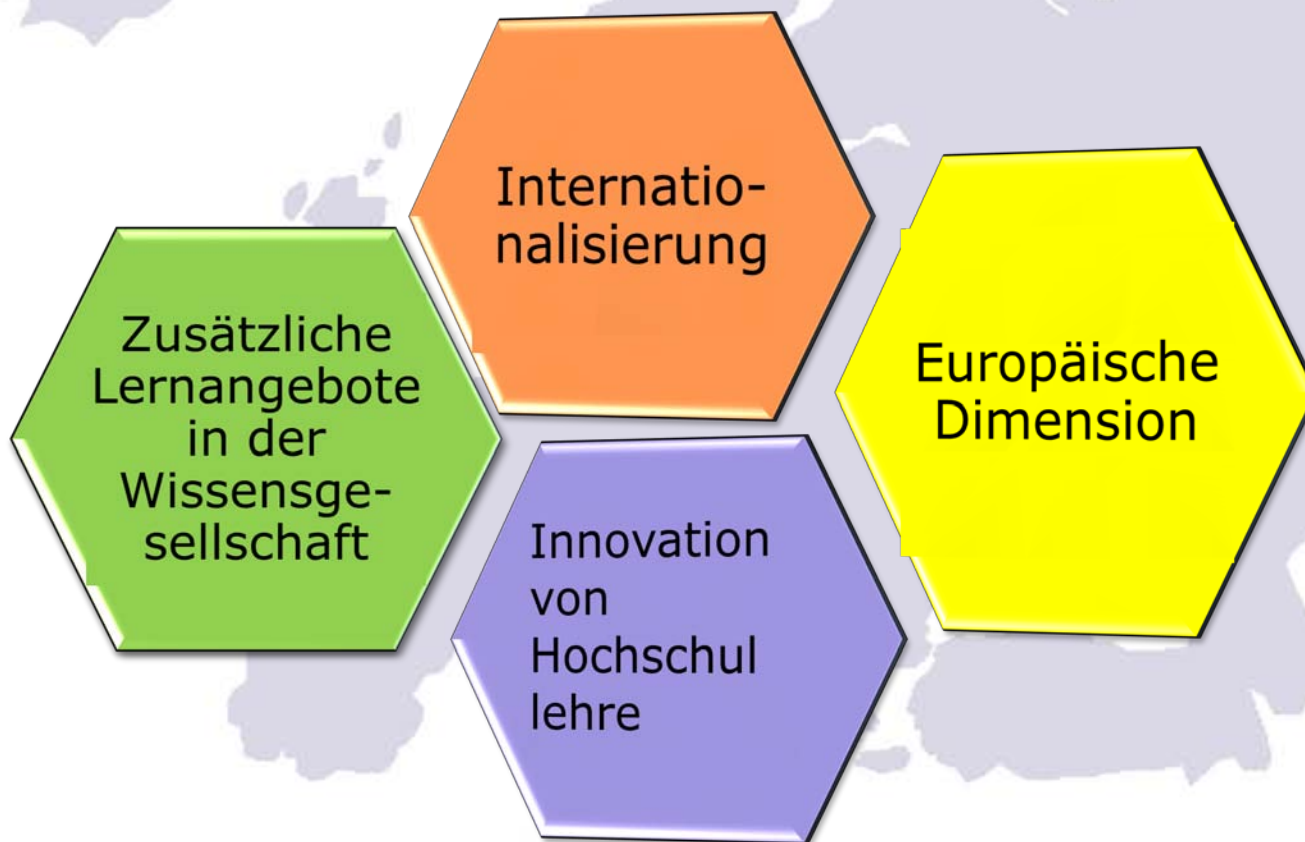 Internatio-
nalisierung
Zusätzliche
Lernangebote
in der
Wissensge-
sellschaft
Europäische
Dimension
Innovation
von
Hochschul
lehre